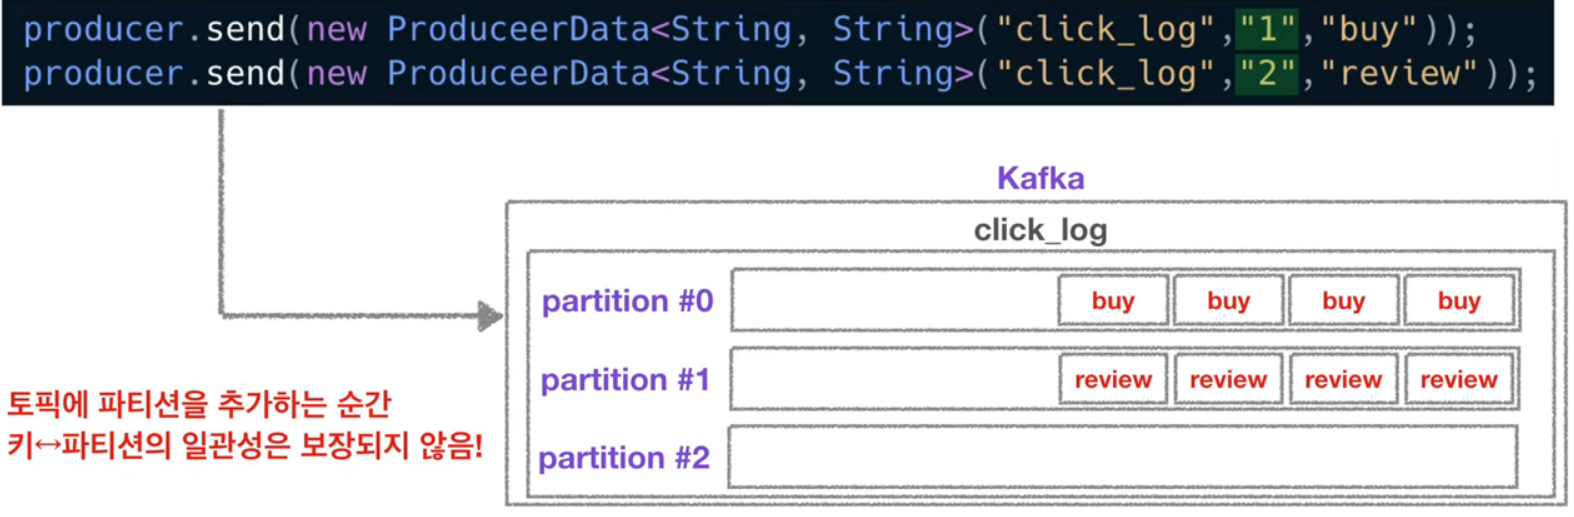 producer.send(new ProduceerData<String, String>("click_log","1","buy"));
producer.send(new ProduceerData<String, String>("click_log","2","review"));
Kafka
click_log
partition #0 buy buy buy buy
partition #1 review review review review
토픽에 파티션을 추가하는 순간
키↔파티션의 일관성은 보장되지 않음!
partition #2